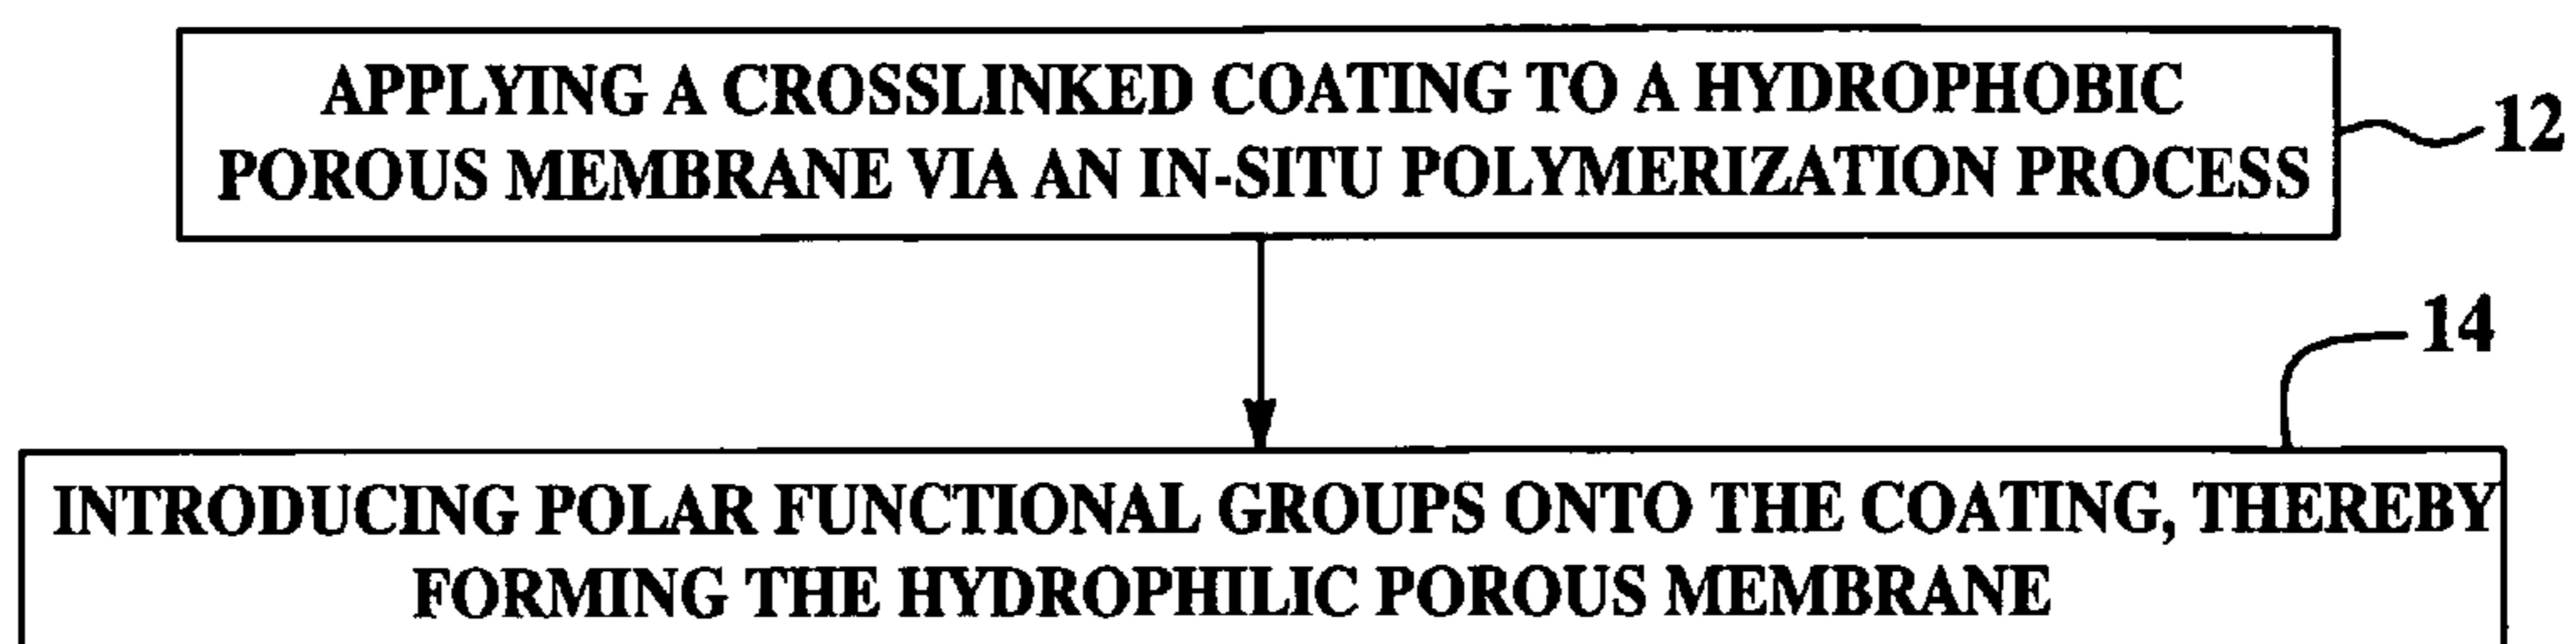 APPLYING A CROSSLINKED COATING TO A HYDROPHOBIC
POROUS MEMBRANE VIA AN IN-SITU POLYMERIZATION PROCESS
12
14
INTRODUCING POLAR FUNCTIONAL GROUPS ONTO THE COATING, THEREBY
FORMING THE HYDROPHILIC POROUS MEMBRANE